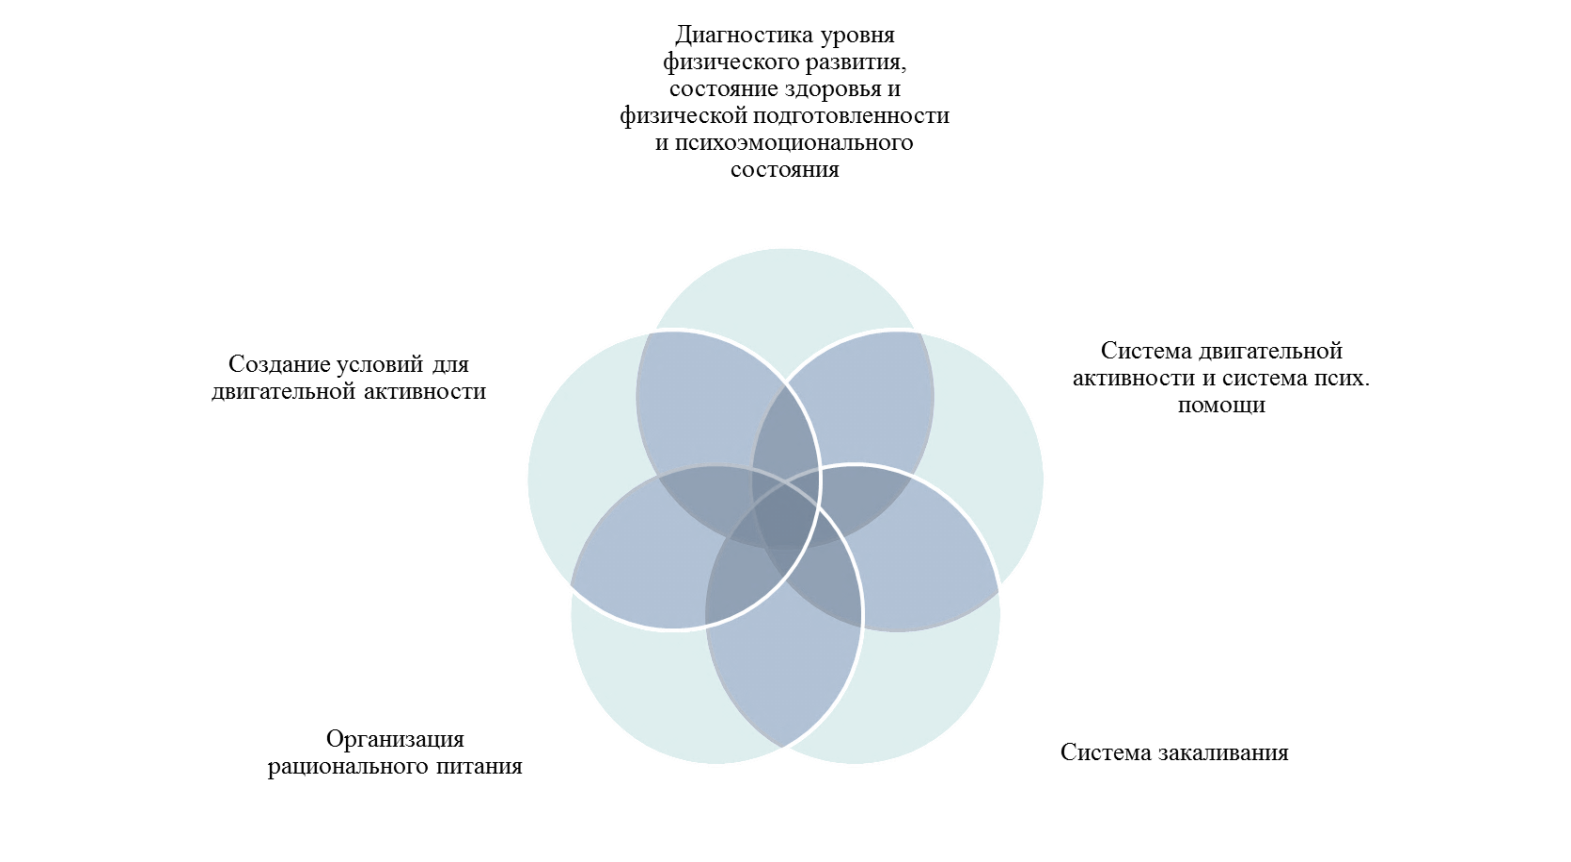 Диагностика уровня
физического развития,
состояние здоровья и
физической подготовленности
и психоэмоционального
состояния
Создание условий для
двигательной активности
Система двигательной
активности и система псих.
помощи
Организация
рационального питания
Система закаливания